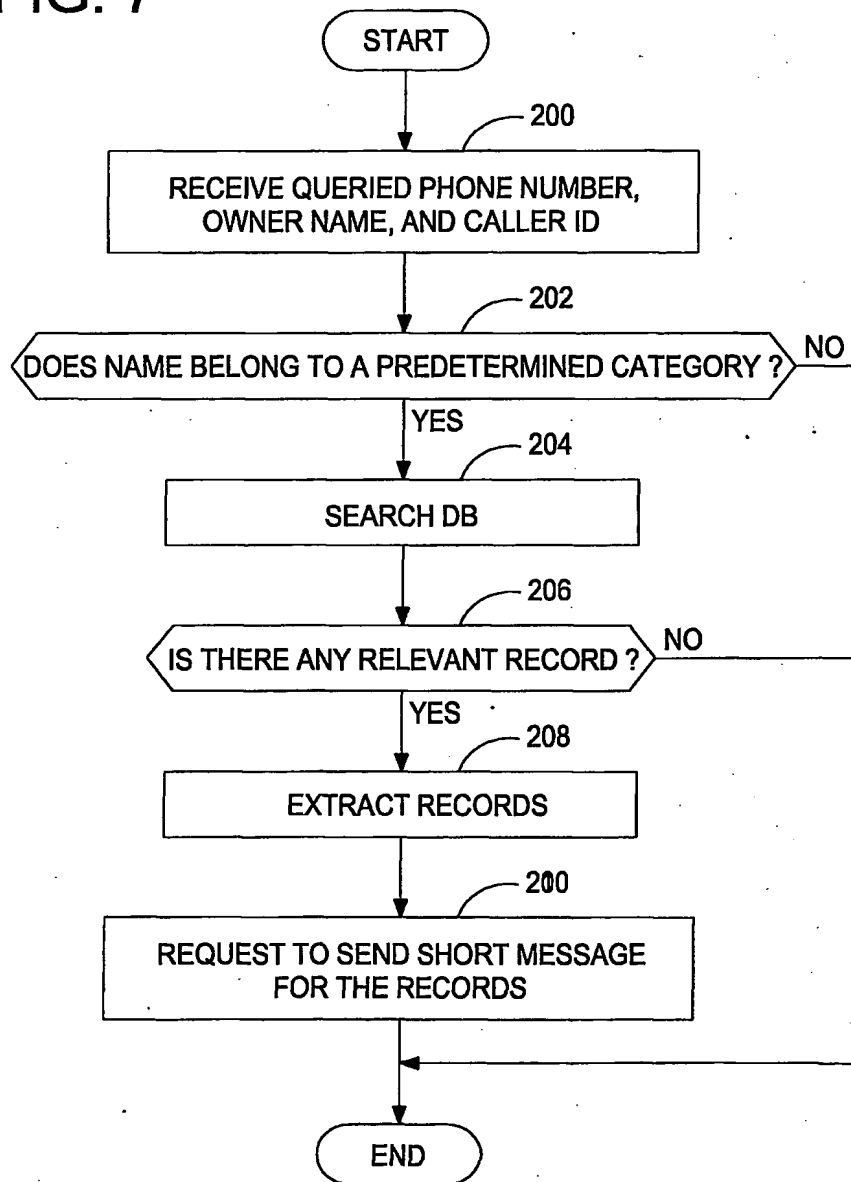 FIG. 7
START
200
RECEIVE QUERIED PHONE NUMBER,
OWNER NAME, AND CALLER ID
202
DOES NAME BELONG TO A PREDETERMINED CATEGORY ?
NO
YES
204
SEARCH DB
206
IS THERE ANY RELEVANT RECORD ?
NO
YES
208
EXTRACT RECORDS
REQUEST TO SEND SHORT MESSAGE
FOR THE RECORDS
END